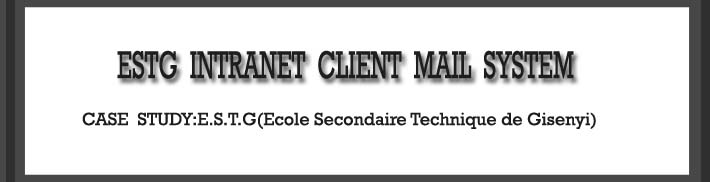 ESTG INTRANET CLIENT MAIL SYSTEM
CASE STUDY:E.S.T.G(Ecole Secondaire Technique de Gisenyi)